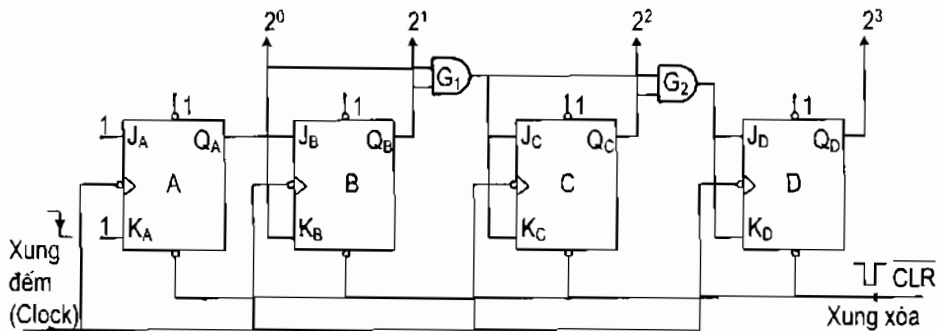 2⁰
2¹
2²
2³
G₁
G₂
1
1
1
1
1
J_A
Q_A
J_B
Q_B
J_C
Q_C
J_D
Q_D
A
B
C
D
1
K_A
K_B
K_C
K_D
Xung
đếm
(Clock)
C̅L̅R̅
Xung xóa